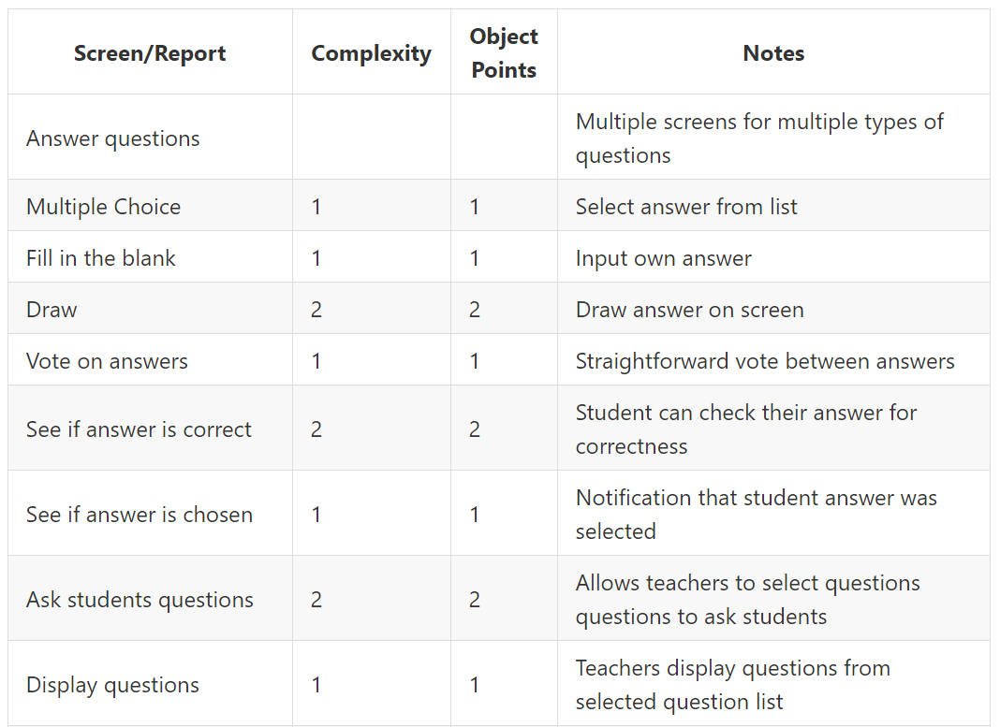 Screen/Report Complexity Object Points Notes
Answer questions Multiple screens for multiple types of
questions
Multiple Choice 1 1 Select answer from list
Fill in the blank 1 1 Input own answer
Draw 2 2 Draw answer on screen
Vote on answers 1 1 Straightforward vote between answers
See if answer is correct 2 2 Student can check their answer for
correctness
See if answer is chosen 1 1 Notification that student answer was
selected
Ask students questions 2 2 Allows teachers to select questions
questions to ask students
Display questions 1 1 Teachers display questions from
selected question list